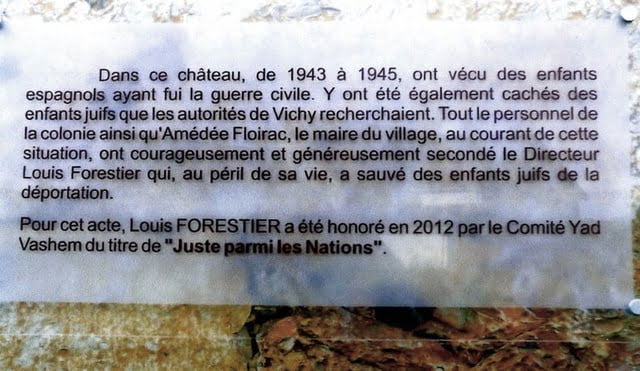 Dans ce château, de 1943 à 1945, ont vécu des enfants
espagnols ayant fui la guerre civile. Y ont été également cachés des
enfants juifs que les autorités de Vichy recherchaient. Tout le personnel de
la colonie ainsi qu'Amédée Floirac, le maire du village, au courant de cette
situation, ont courageusement et généreusement secondé le Directeur
Louis Forestier qui, au péril de sa vie, a sauvé des enfants juifs de la
déportation.
Pour cet acte, Louis FORESTIER a été honoré en 2012 par le Comité Yad
Vashem du titre de "Juste parmi les Nations".